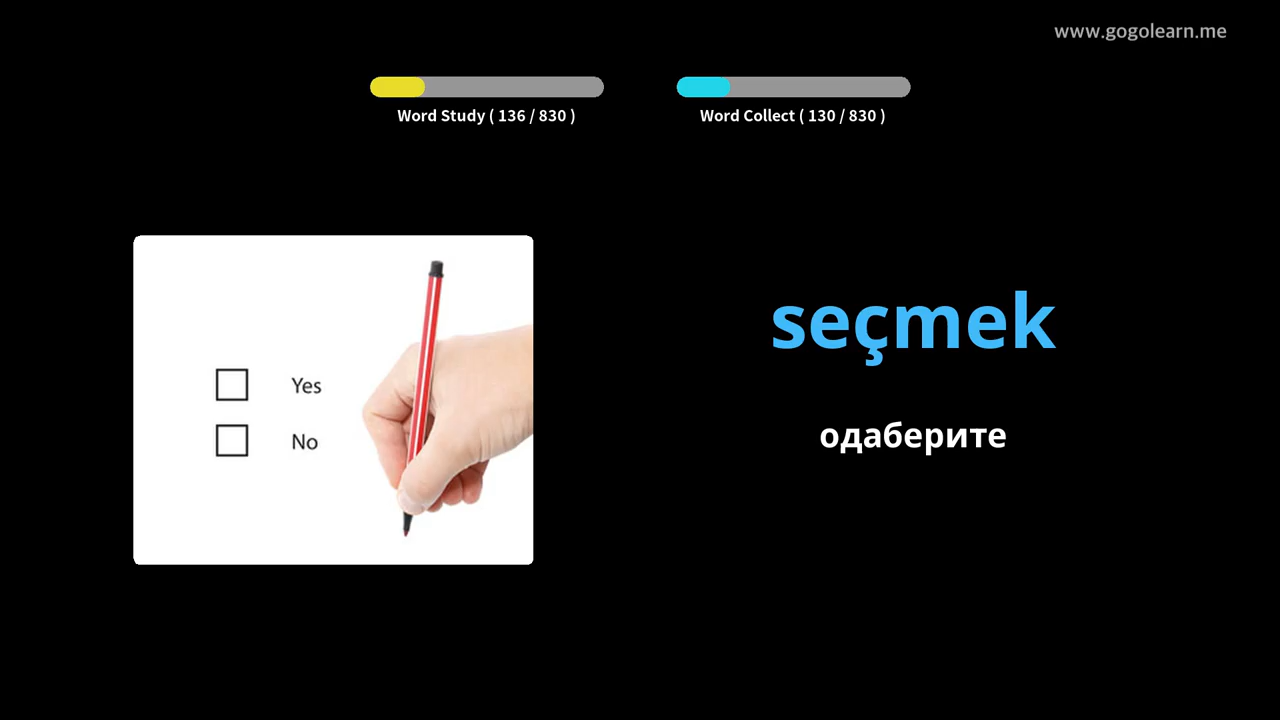 www.gogolearn.me
Word Study ( 136 / 830 )
Word Collect ( 130 / 830 )
Yes
No
seçmek
одаберите